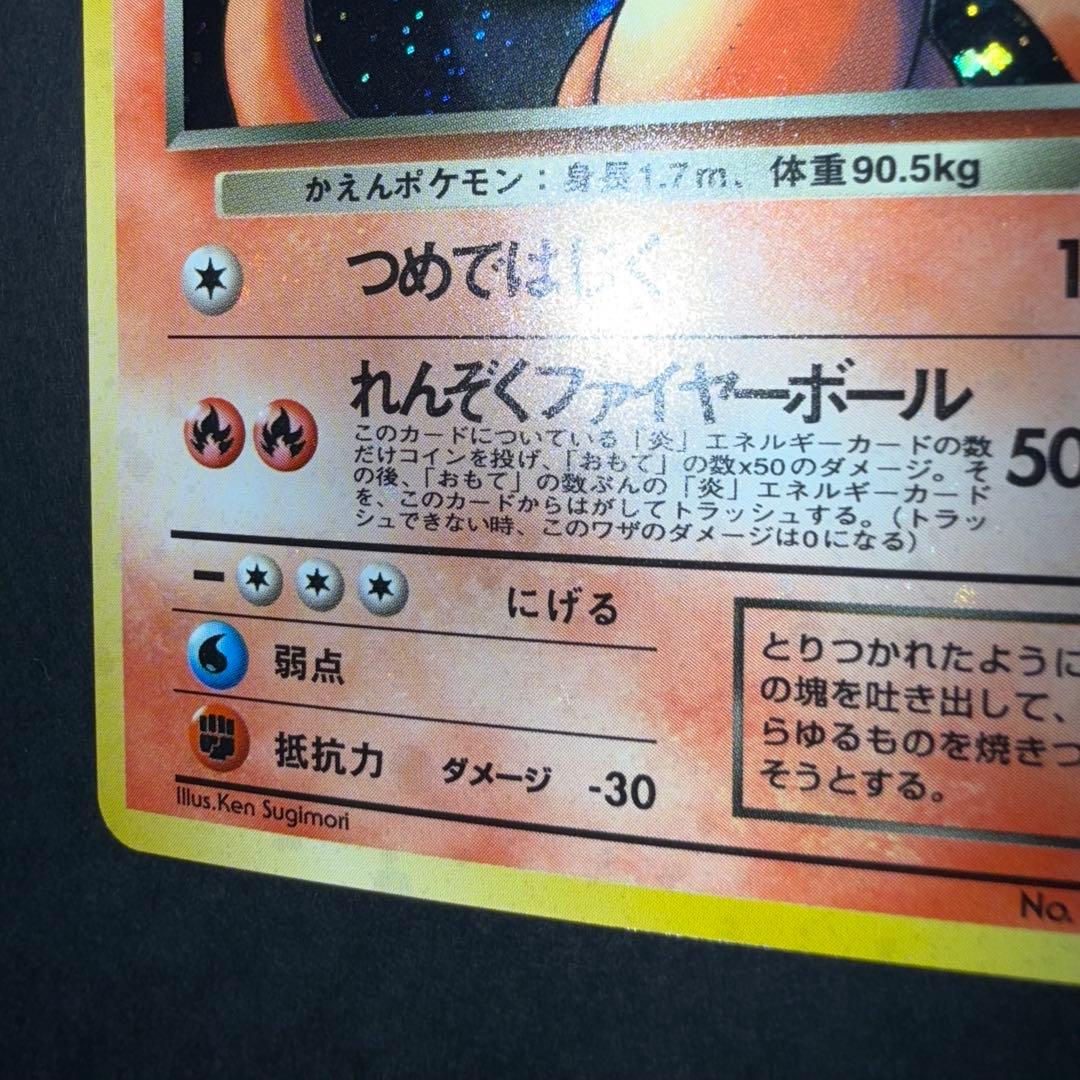 かえんポケモン：身長1.7m、体重90.5kg
つめではじく 1
れんぞくファイヤーボール 50
このカードについている「炎」エネルギーカードの数
だけコインを投げ、「おもて」の数x50のダメージ。そ
の後、「おもて」の数ぶんの「炎」エネルギーカード
を、このカードからはがしてトラッシュする。（トラッ
シュできない時、このワザのダメージは0になる）
− にげる
弱点
抵抗力 ダメージ -30
とりつかれたように
の塊を吐き出して、
らゆるものを焼きつ
そうとする。
Illus.Ken Sugimori
No.